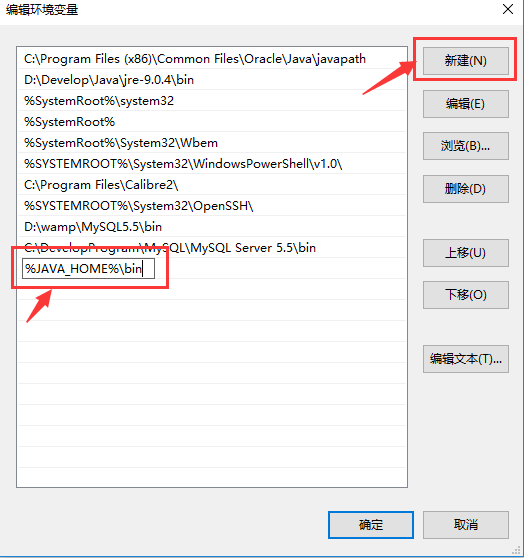 编辑环境变量
C:\Program Files (x86)\Common Files\Oracle\Java\javapath
新建(N)
D:\Develop\Java\jre-9.0.4\bin
%SystemRoot%\system32
编辑(E)
%SystemRoot%
%SystemRoot%\System32\Wbem
浏览(B)...
%SYSTEMROOT%\System32\WindowsPowerShell\v1.0\
C:\Program Files\Calibre2\
删除(D)
%SYSTEMROOT%\System32\OpenSSH\
D:\wamp\MySQL5.5\bin
C:\DevelopProgram\MySQL\MySQL Server 5.5\bin
上移(U)
%JAVA_HOME%\bin
下移(O)
编辑文本(T)...
确定
取消